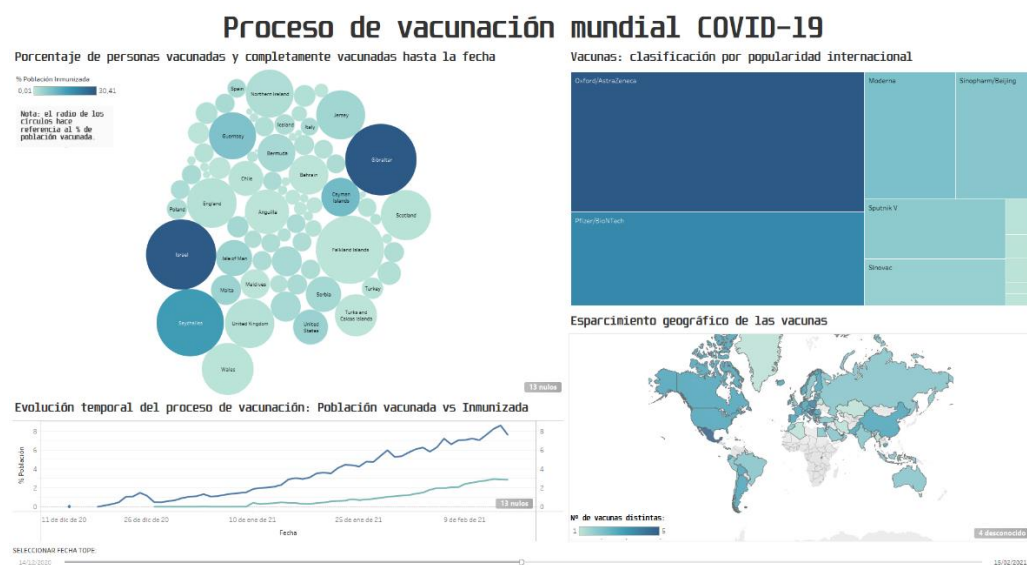 Proceso de vacunación mundial COVID-19
Porcentaje de personas vacunadas y completamente vacunadas hasta la fecha
% Población Inmunizada
0,01
30,41
Nota: el radio de los
círculos hace
referencia al % de
población vacunada.
Spain
Northern Ireland
Jersey
Iceland
Italy
Guernsey
Bermuda
Gibraltar
Chile
Bahrain
Cayman
Islands
Poland
England
Anguilla
Scotland
Israel
Isle of Man
Falkland Islands
Malta
Maldives
Serbia
Turkey
Seychelles
United Kingdom
United
States
Turks and
Caicos Islands
Wales
13 nulos
Vacunas: clasificación por popularidad internacional
Oxford/AstraZeneca
Moderna
Sinopharm/Beijing
Pfizer/BioNTech
Sputnik V
Sinovac
Esparcimiento geográfico de las vacunas
Nº de vacunas distintas:
1
4 desconocido
Evolución temporal del proceso de vacunación: Población vacunada vs Inmunizada
% Población
8
6
4
2
0
8
6
4
2
0
13 nulos
11 de dic de 20
26 de dic de 20
10 de ene de 21
25 de ene de 21
9 de feb de 21
Fecha
SELECCIONAR FECHA TOPE:
14/12/2020
15/02/2021